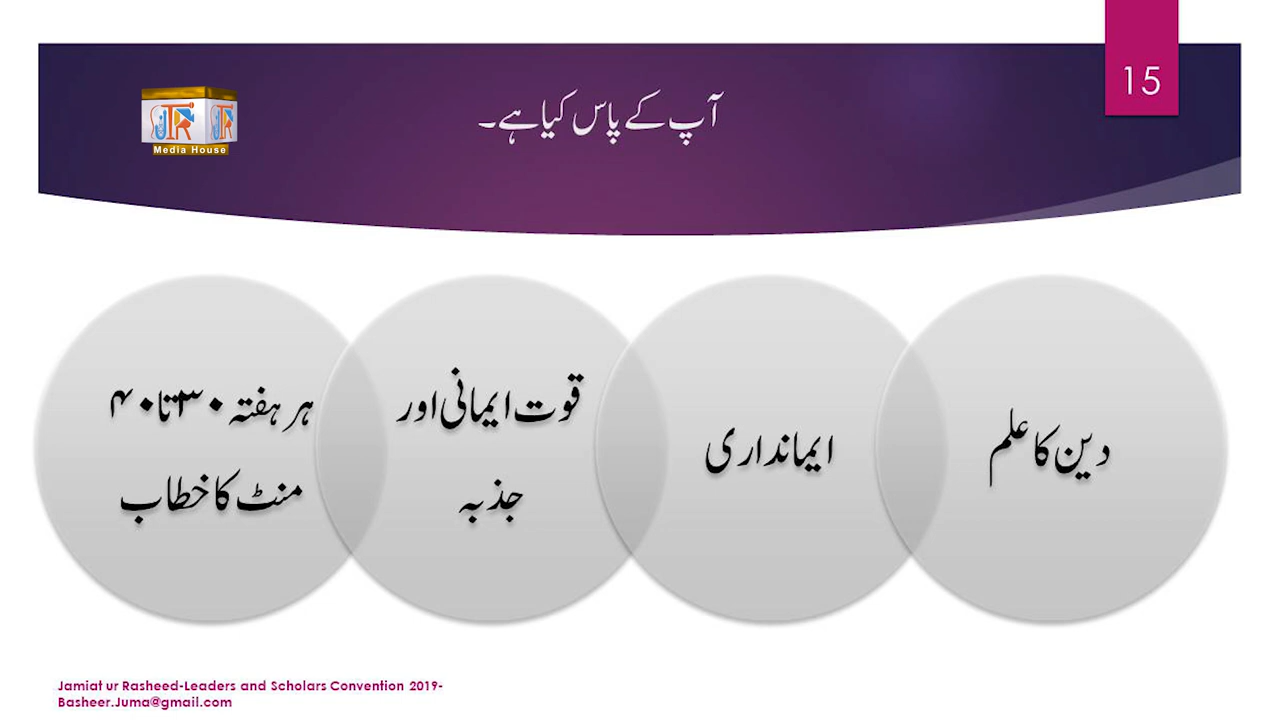 15
آپ کے پاس کیا ہے۔
JTR
Media House
دین کا علم
ایمانداری
قوت ایمانی اور
جذبہ
ہر ہفتہ ۳۰ تا ۴۰
منٹ کا خطاب
Jamiat ur Rasheed-Leaders and Scholars Convention 2019-
Basheer.Juma@gmail.com